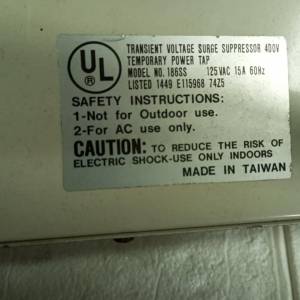 UL
®
TRANSIENT VOLTAGE SURGE SUPPRESSOR 400V
TEMPORARY POWER TAP
MODEL NO. 186SS 125VAC 15A 60Hz
LISTED 1449 E115968 74Z5
SAFETY INSTRUCTIONS:
1-Not for Outdoor use.
2-For AC use only.
CAUTION: TO REDUCE THE RISK OF
ELECTRIC SHOCK-USE ONLY INDOORS
MADE IN TAIWAN